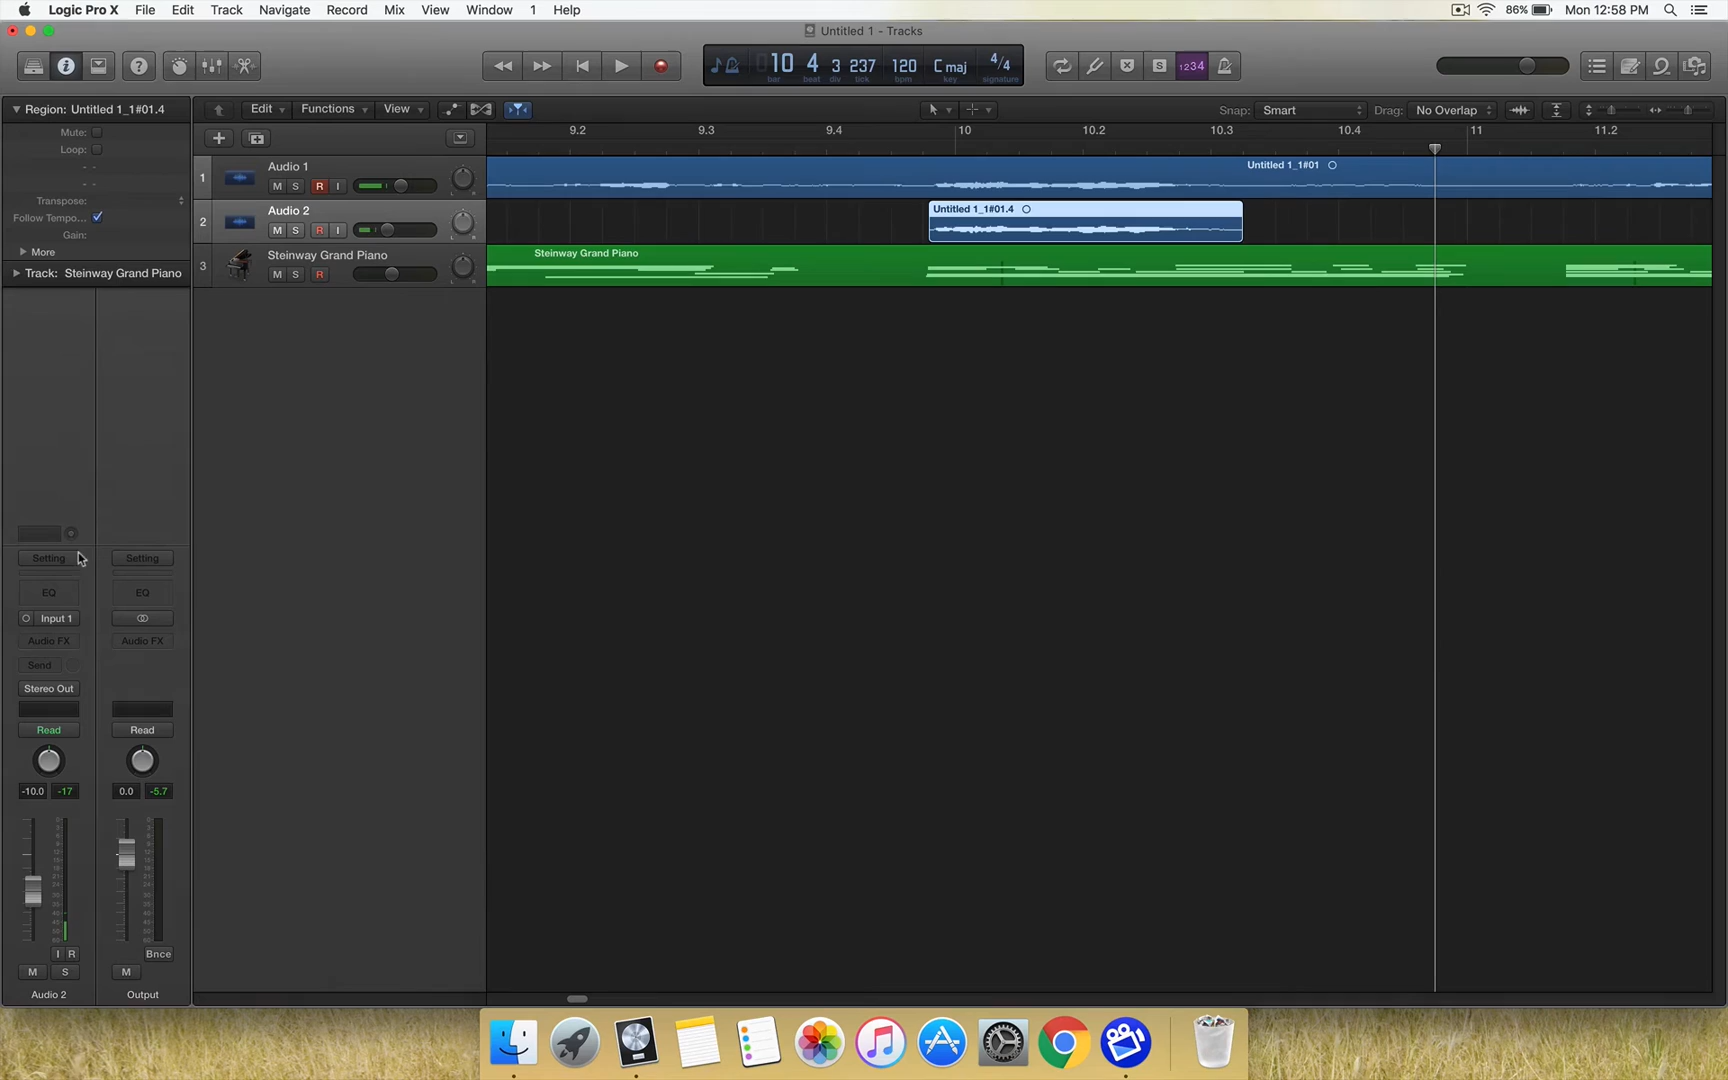 Logic Pro X File Edit Track Navigate Record Mix View Window 1 Help 86% Mon 12:58 PM
Untitled 1 - Tracks
10 4 3 237 120 C maj 4/4
bar beat div tick bpm key signature
S 1234
Region: Untitled 1_1#01.4 Edit Functions View Snap: Smart Drag: No Overlap
Mute:
Loop:
Transpose:
Follow Tempo...
Gain:
More
Track: Steinway Grand Piano
9.2 9.3 9.4 10 10.2 10.3 10.4 11 11.2
1 Audio 1 Untitled 1_1#01
M S R I
2 Audio 2 Untitled 1_1#01.4
M S R I
3 Steinway Grand Piano Steinway Grand Piano
M S R
Setting Setting
EQ EQ
Input 1
Audio FX Audio FX
Send
Stereo Out
Read Read
-10.0 -17 0.0 -5.7
I R Bnce
M S M
Audio 2 Output